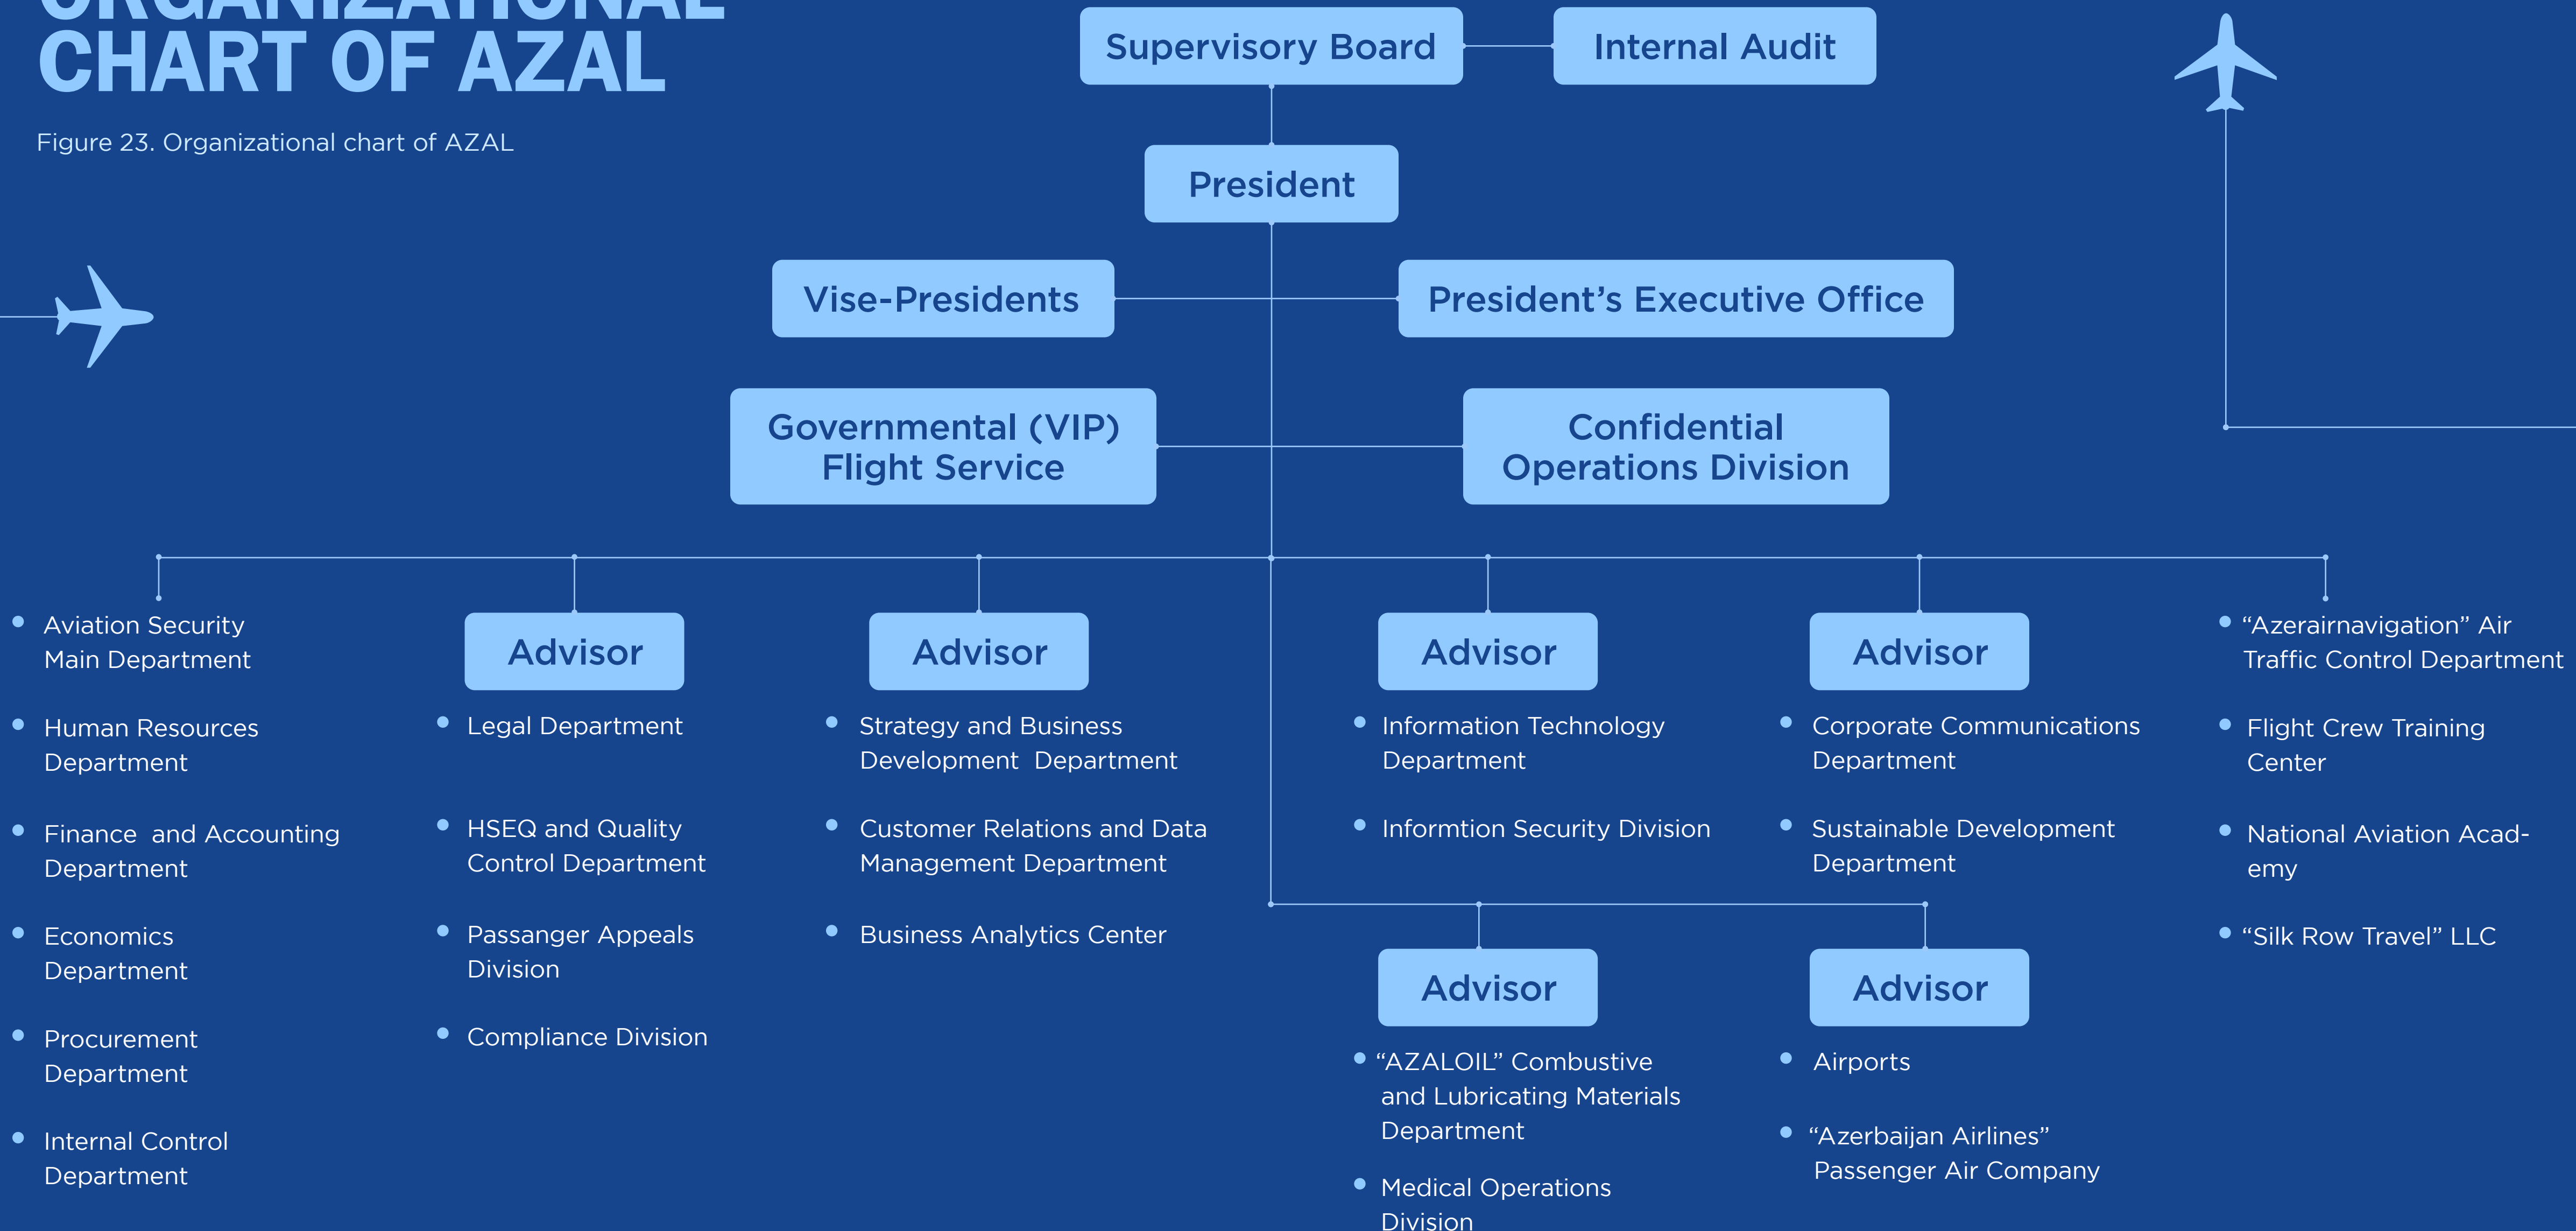 ORGANIZATIONAL
CHART OF AZAL
Figure 23. Organizational chart of AZAL
Supervisory Board
Internal Audit
President
Vise-Presidents
President’s Executive Office
Governmental (VIP)
Flight Service
Confidential
Operations Division
Aviation Security
Main Department
Human Resources
Department
Finance and Accounting
Department
Economics
Department
Procurement
Department
Internal Control
Department
Advisor
Legal Department
HSEQ and Quality
Control Department
Passanger Appeals
Division
Compliance Division
Advisor
Strategy and Business
Development Department
Customer Relations and Data
Management Department
Business Analytics Center
Advisor
Information Technology
Department
Informtion Security Division
Advisor
Corporate Communications
Department
Sustainable Development
Department
“Azerairnavigation” Air
Traffic Control Department
Flight Crew Training
Center
National Aviation Acad-
emy
“Silk Row Travel” LLC
Advisor
“AZALOIL” Combustive
and Lubricating Materials
Department
Medical Operations
Division
Advisor
Airports
“Azerbaijan Airlines”
Passenger Air Company